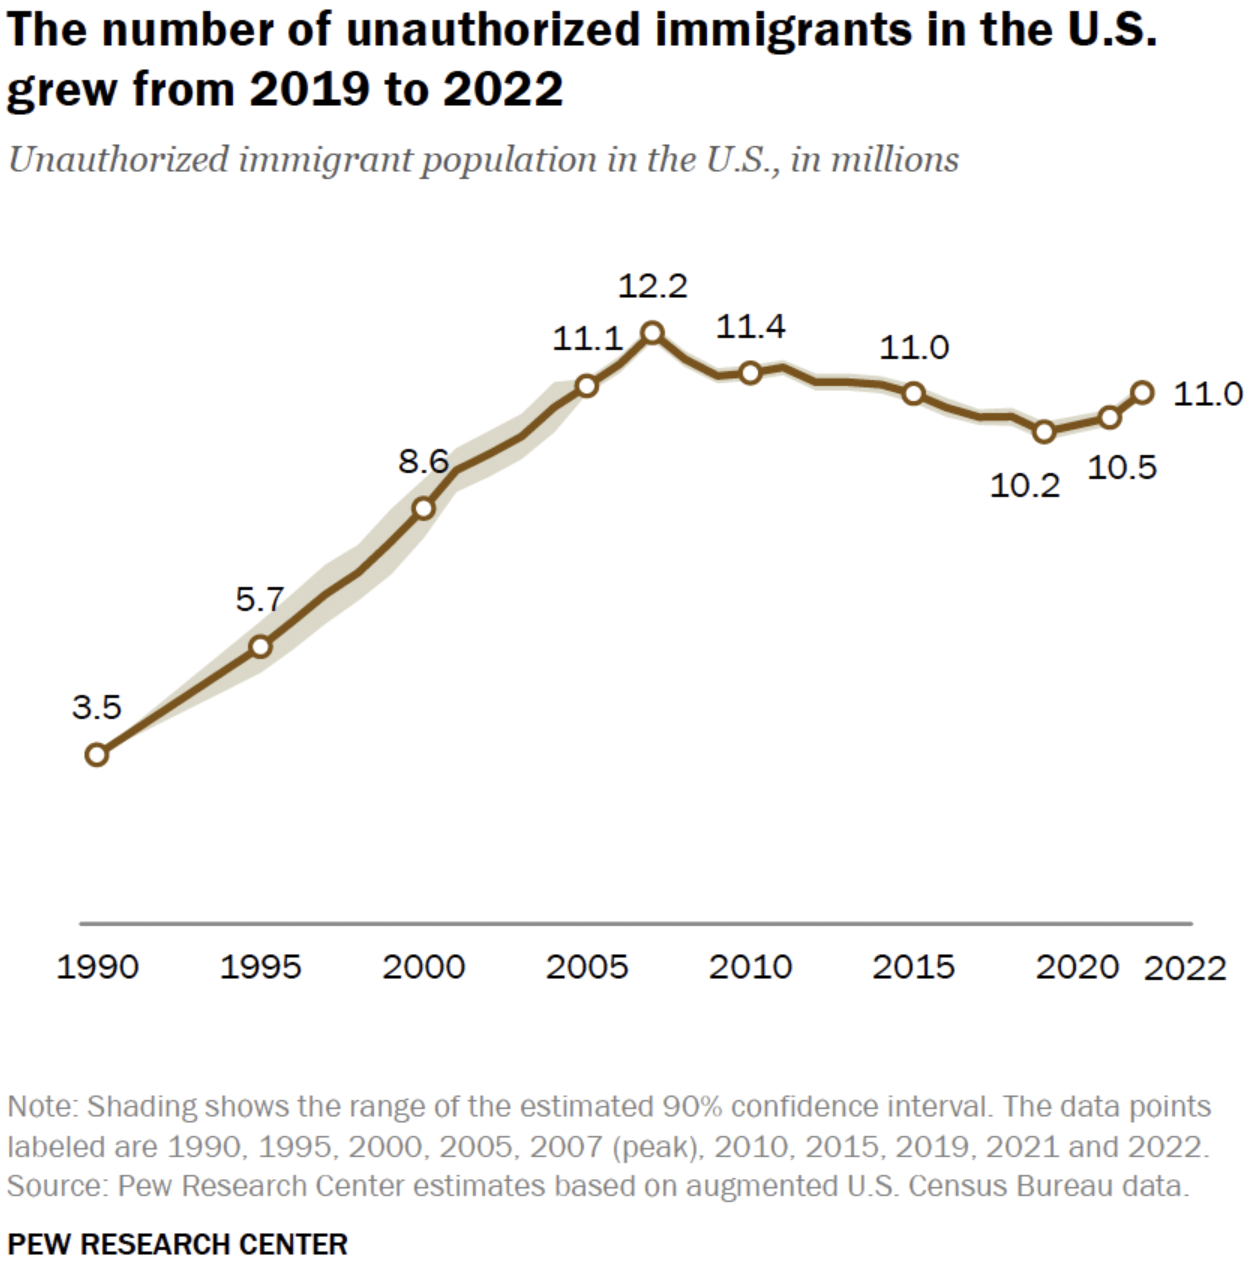 The number of unauthorized immigrants in the U.S.
grew from 2019 to 2022
Unauthorized immigrant population in the U.S., in millions
12.2
11.4
11.1
11.0
11.0
8.6
10.5
10.2
5.7
3.5
1990 1995 2000 2005 2010 2015 2020 2022
Note: Shading shows the range of the estimated 90% confidence interval. The data points
labeled are 1990, 1995, 2000, 2005, 2007 (peak), 2010, 2015, 2019, 2021 and 2022.
Source: Pew Research Center estimates based on augmented U.S. Census Bureau data.
PEW RESEARCH CENTER